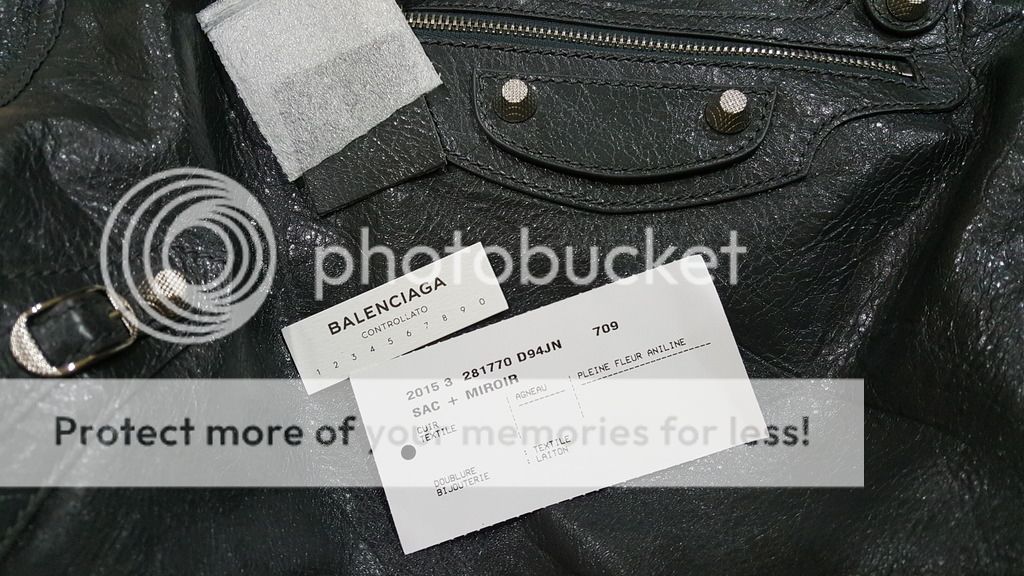 photobucket
BALENCIAGA
CONTROLLATO
1 2 3 4 5 6 7 8 9 0
2015 3 281770 D94JN 709
SAC + MIROIR
CUIR AGNEAU PLEINE FLEUR ANILINE
TEXTILE
DOUBLURE : TEXTILE
BIJOUTERIE : LAITON
Protect more of your memories for less!